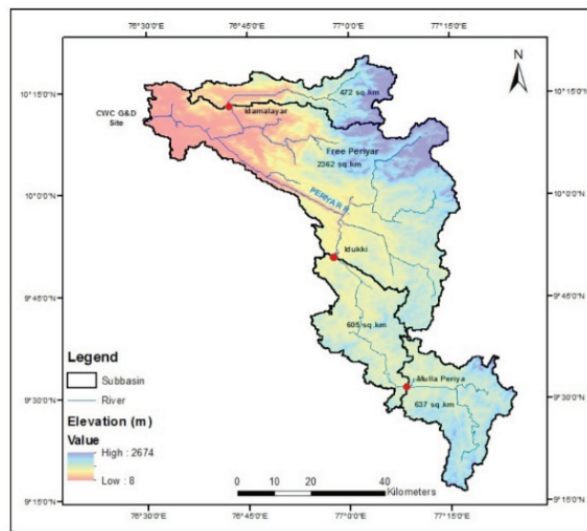 76°30'0"E 76°45'0"E 77°0'0"E 77°15'0"E
N
10°15'0"N 10°15'0"N
472 sq.km
CWC G&D
Site
Idamalayar
Free Periyar
2362 sq.km
10°0'0"N 10°0'0"N
PERIYAR R
Idukki
9°45'0"N 9°45'0"N
605 sq.km
Legend
Subbasin
River
Elevation (m)
Value
High : 2674
Low : 8
Mulla Periya
637 sq.km
9°30'0"N 9°30'0"N
0 5 10 20 30 40
Kilometers
9°15'0"N 9°15'0"N
76°30'0"E 76°45'0"E 77°0'0"E 77°15'0"E